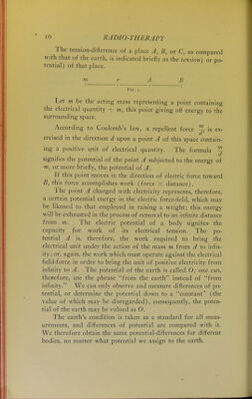 10 RADIO-THERAPY
The tension-difference of a place A, B, or C, as compared
with that of the earth, is indicated briefly as the tension) or po-
tential) of that place.
m r A B
FIG. 1.
Let m be the acting mass representing a point containing
the electrical quantity + m, this point giving off energy to the
surrounding space.
According to Coulomb's law, a repellent force m/d² is ex-
ercised in the direction d upon a point A of this space contain-
ing a positive unit of electrical quantity. The formula m/d
signifies the potential of the point A subjected to the energy of
m, or more briefly, the potential of A.
If this point moves in the direction of electric force toward
B, this force accomplishes work (force × distance).
The point A charged with electricity represents, therefore,
a certain potential energy in the electric force-field, which may
be likened to that employed in raising a weight; this energy
will be exhausted in the process of removal to an infinite distance
from m. The electric potential of a body signifies the
capacity for work of its electrical tension. The po-
tential A is, therefore, the work required to bring the
electrical unit under the action of the mass m from A to infin-
ity; or, again, the work which must operate against the electrical
field-force in order to bring the unit of positive electricity from
infinity to A. The potential of the earth is called O; one can,
therefore, use the phrase "from the earth" instead of "from
infinity." We can only observe and measure differences of po-
tential, or determine the potential down to a "constant" (the
value of which may be disregarded), consequently, the poten-
tial of the earth may be valued as O.
The earth's condition is taken as a standard for all meas-
urements, and differences of potential are compared with it.
We therefore obtain the same potential-differences for different
bodies, no matter what potential we assign to the earth.